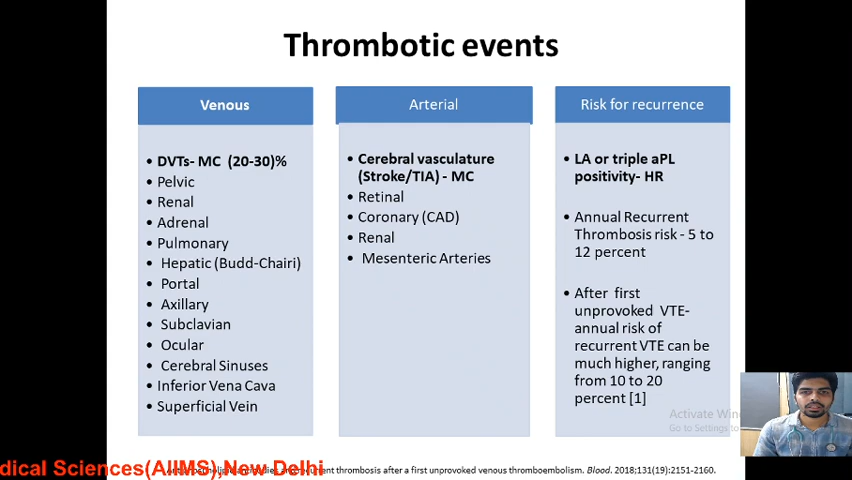 Thrombotic events
Venous
• DVTs- MC (20-30)%
• Pelvic
• Renal
• Adrenal
• Pulmonary
• Hepatic (Budd-Chairi)
• Portal
• Axillary
• Subclavian
• Ocular
• Cerebral Sinuses
• Inferior Vena Cava
• Superficial Vein
Arterial
• Cerebral vasculature
(Stroke/TIA) - MC
• Retinal
• Coronary (CAD)
• Renal
• Mesenteric Arteries
Risk for recurrence
• LA or triple aPL
positivity- HR
• Annual Recurrent
Thrombosis risk - 5 to
12 percent
• After first
unprovoked VTE-
annual risk of
recurrent VTE can be
much higher, ranging
from 10 to 20
percent [1]
Activate
Go to Settings to
dical Sciences(AIIMS),New Delhi
thrombosis after a first unprovoked venous thromboembolism. Blood. 2018;131(19):2151-2160.